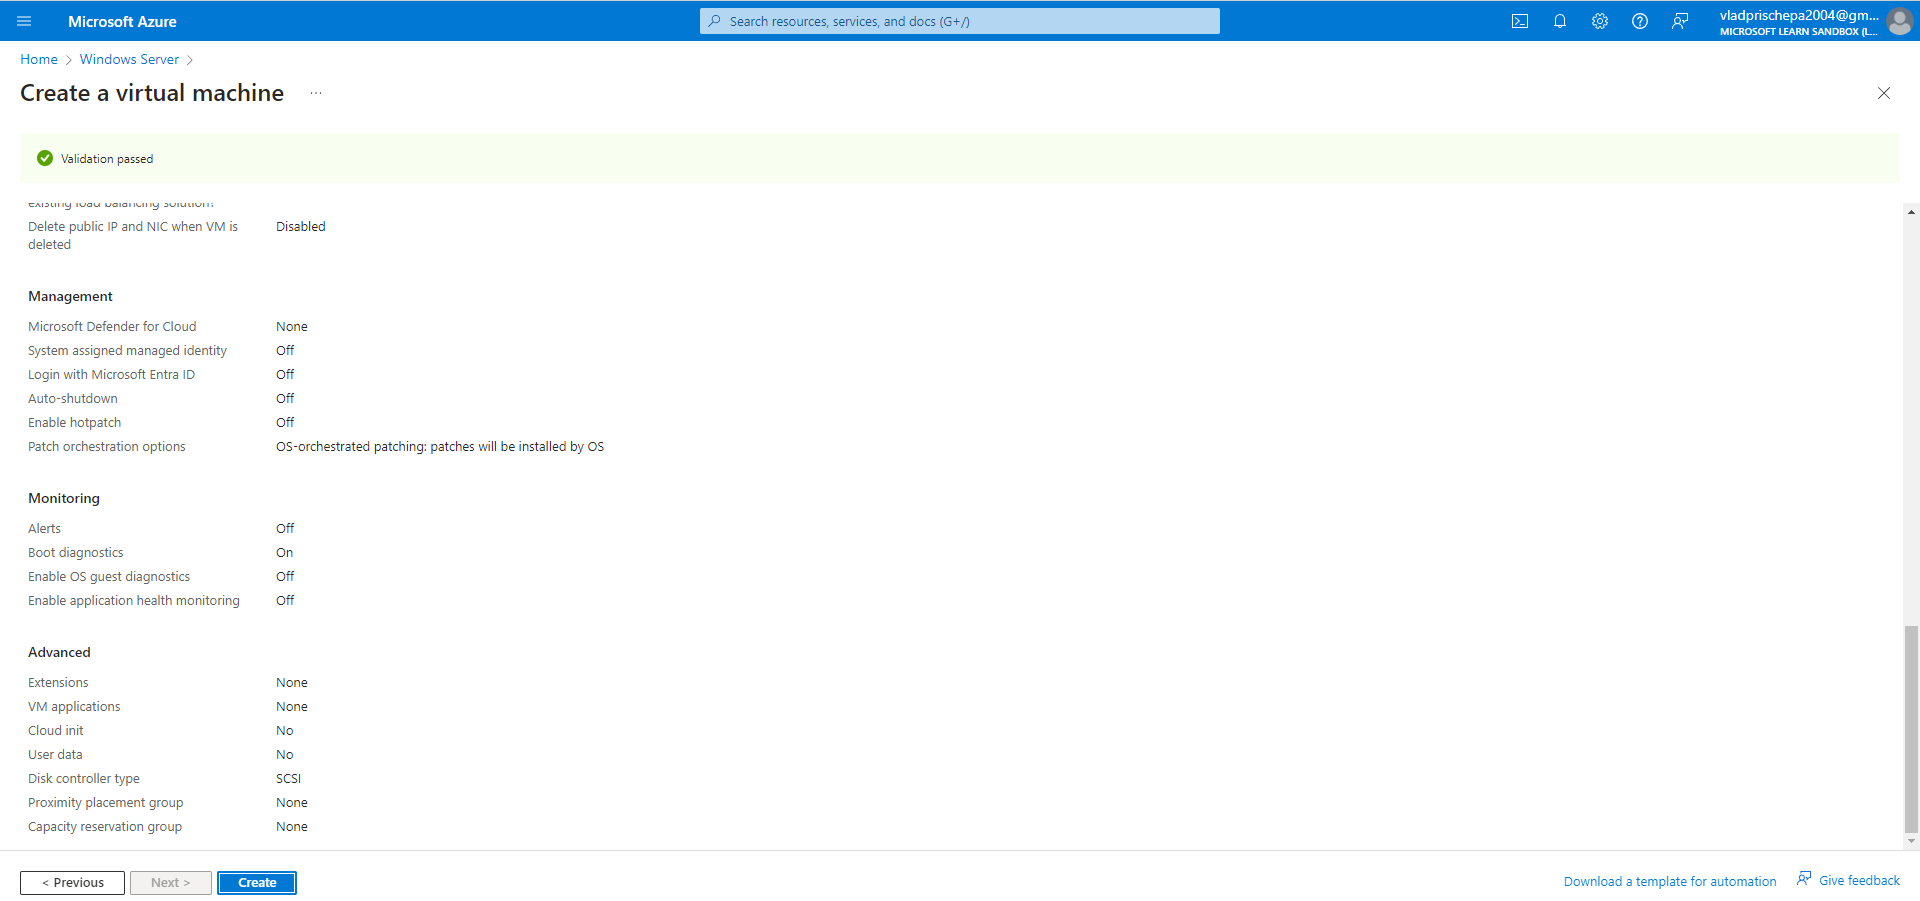 Microsoft Azure
Search resources, services, and docs (G+/)
vladprischepa2004@gm...
MICROSOFT LEARN SANDBOX (L...
Home > Windows Server >
Create a virtual machine ...
Validation passed
existing load balancing solution?
Delete public IP and NIC when VM is deleted Disabled
Management
Microsoft Defender for Cloud None
System assigned managed identity Off
Login with Microsoft Entra ID Off
Auto-shutdown Off
Enable hotpatch Off
Patch orchestration options OS-orchestrated patching: patches will be installed by OS
Monitoring
Alerts Off
Boot diagnostics On
Enable OS guest diagnostics Off
Enable application health monitoring Off
Advanced
Extensions None
VM applications None
Cloud init No
User data No
Disk controller type SCSI
Proximity placement group None
Capacity reservation group None
< Previous Next > Create
Download a template for automation Give feedback